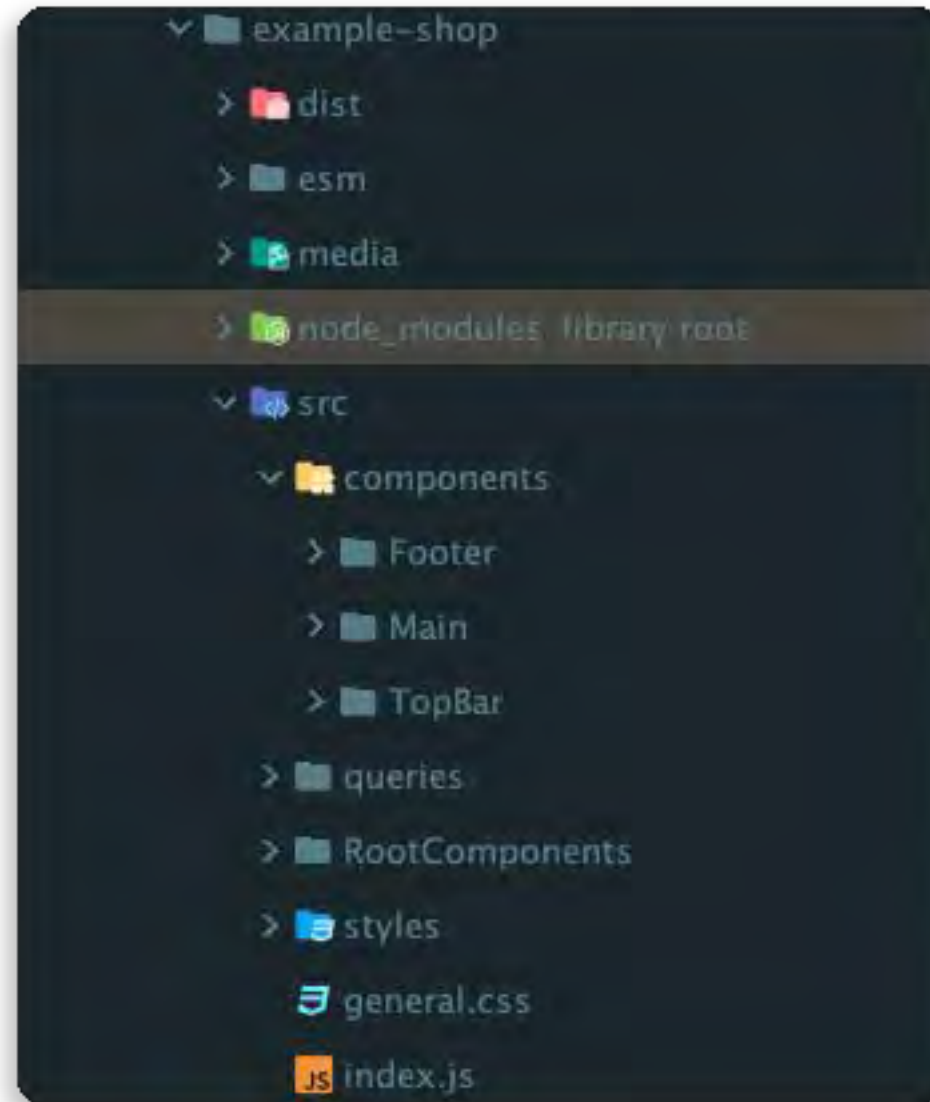 example-shop
dist
esm
media
node_modules library root
src
components
Footer
Main
TopBar
queries
RootComponents
styles
general.css
JS index.js